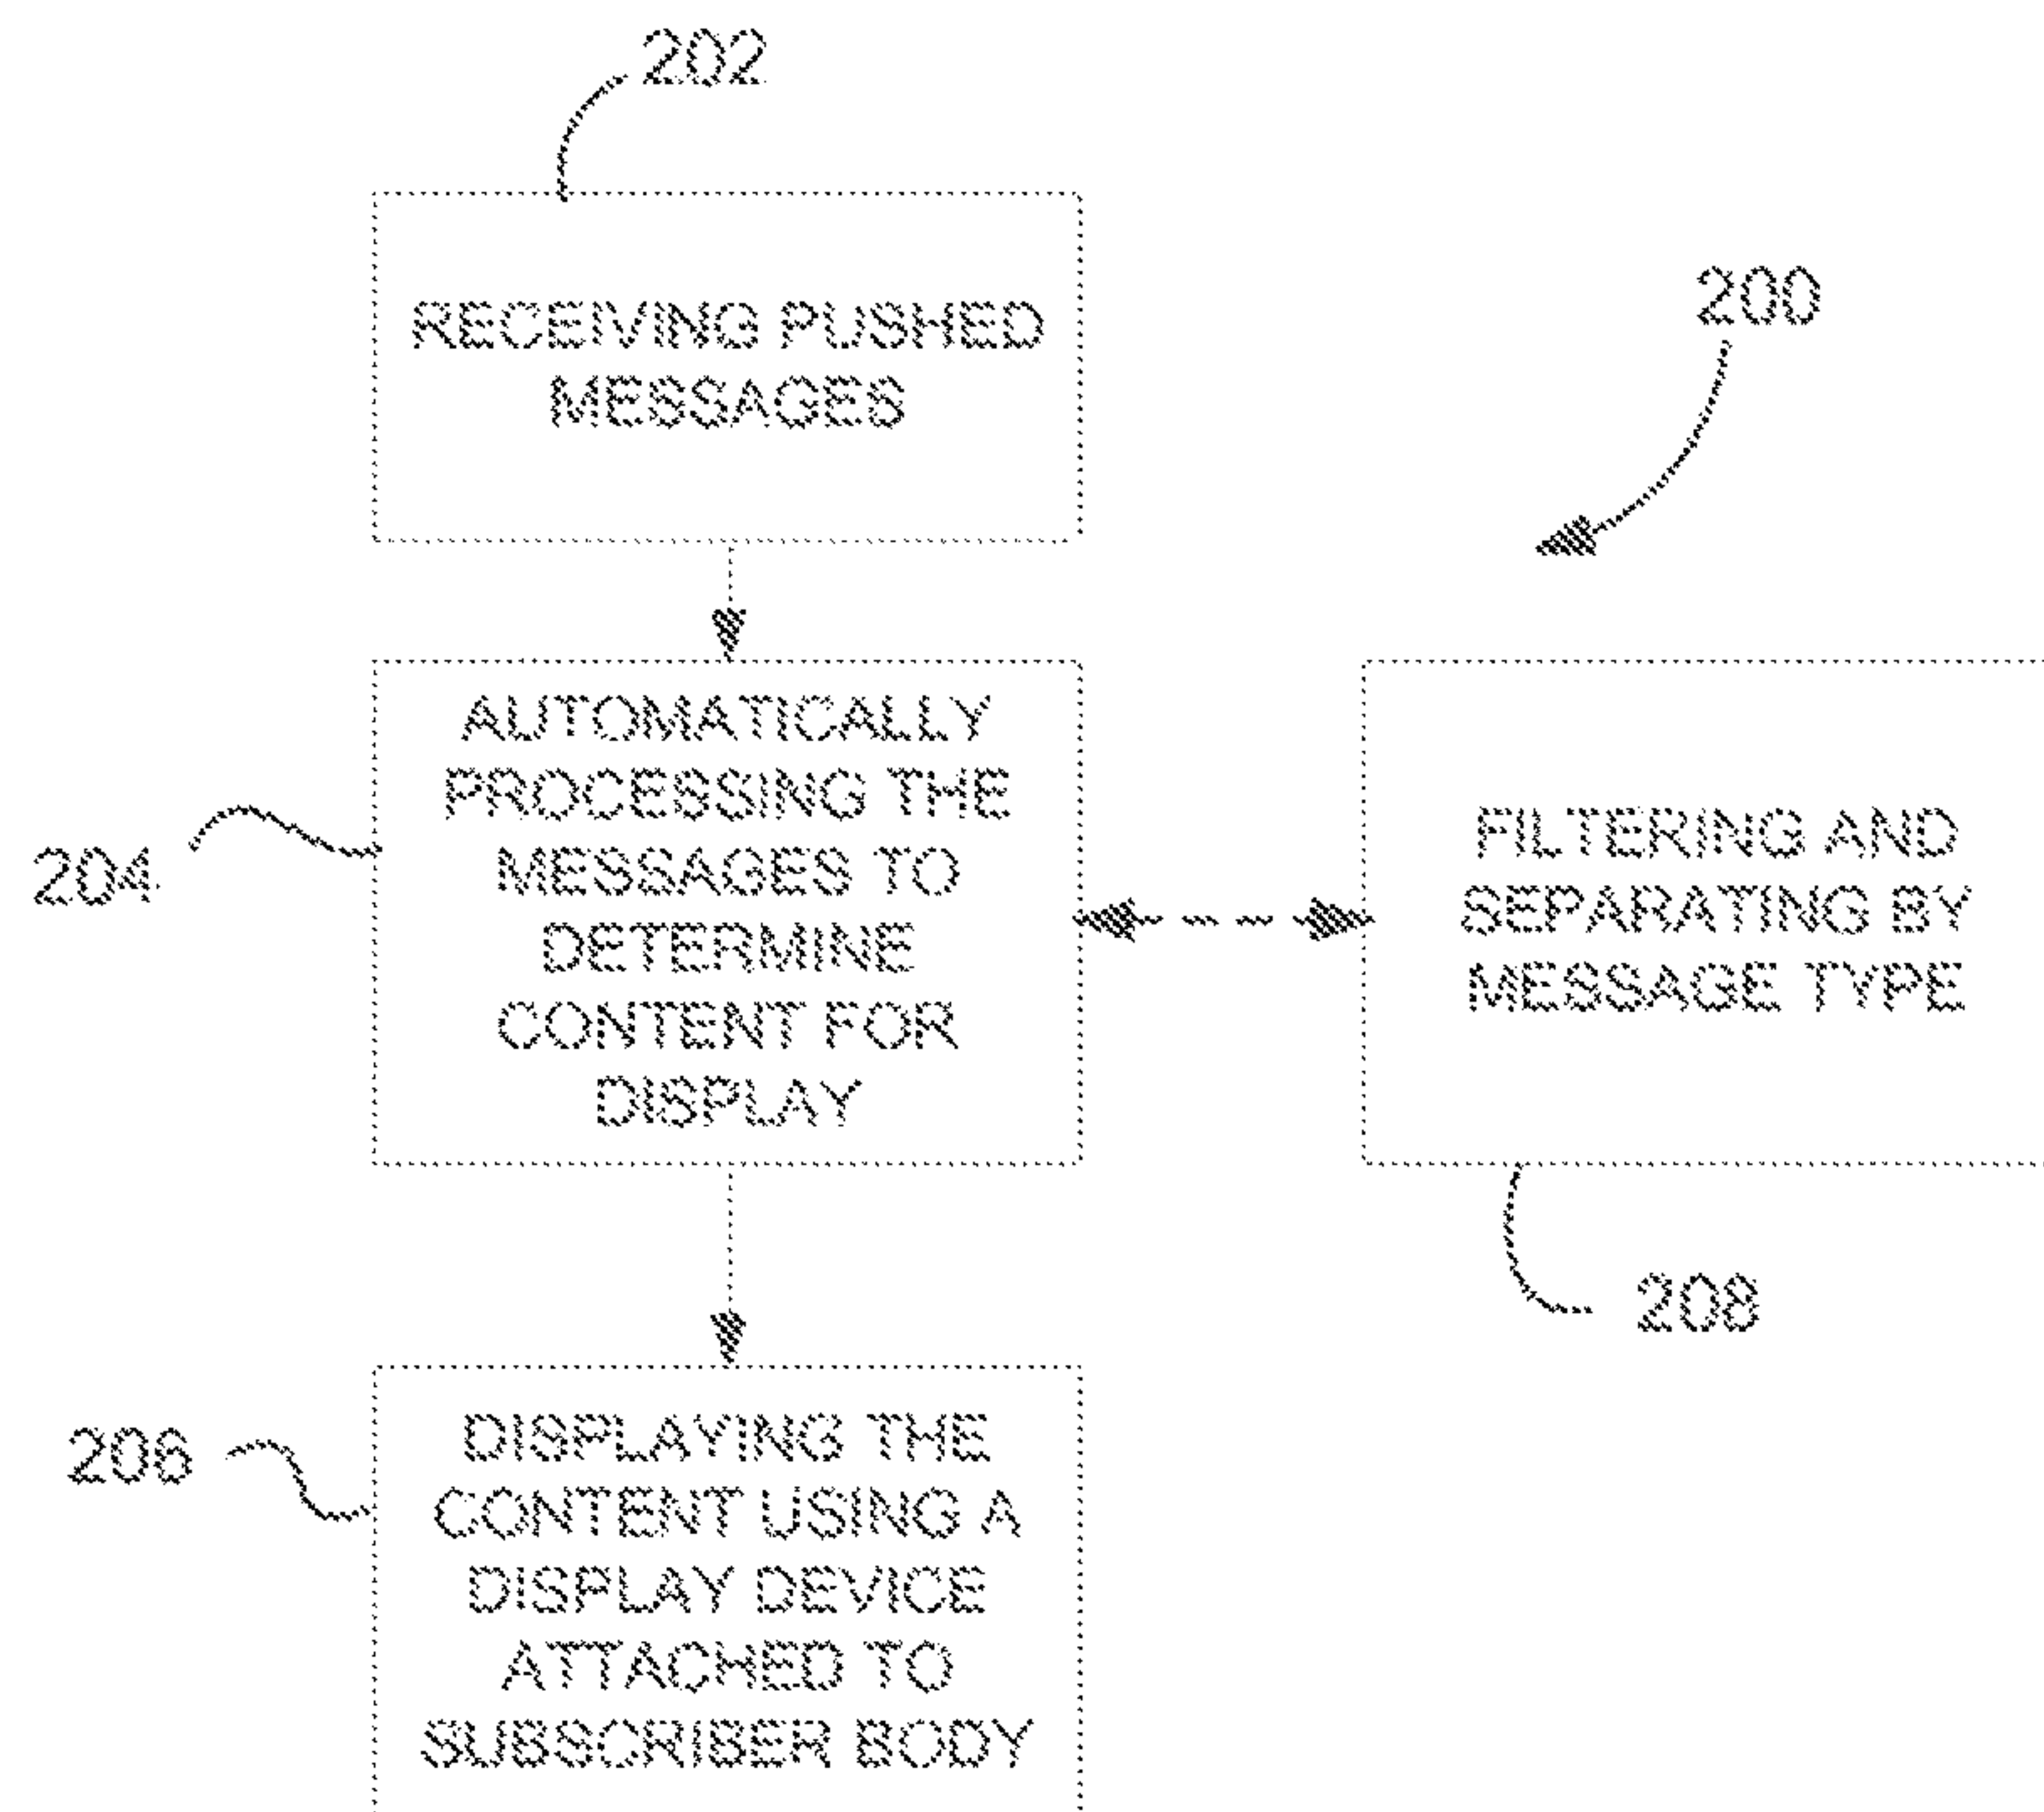 202
RECEIVING PUSHED
MESSAGES
200
AUTOMATICALLY
PROCESSING THE
MESSAGES TO
DETERMINE
CONTENT FOR
DISPLAY
204
FILTERING AND
SEPARATING BY
MESSAGE TYPE
208
206
DISPLAYING THE
CONTENT USING A
DISPLAY DEVICE
ATTACHED TO
SUBSCRIBER BODY